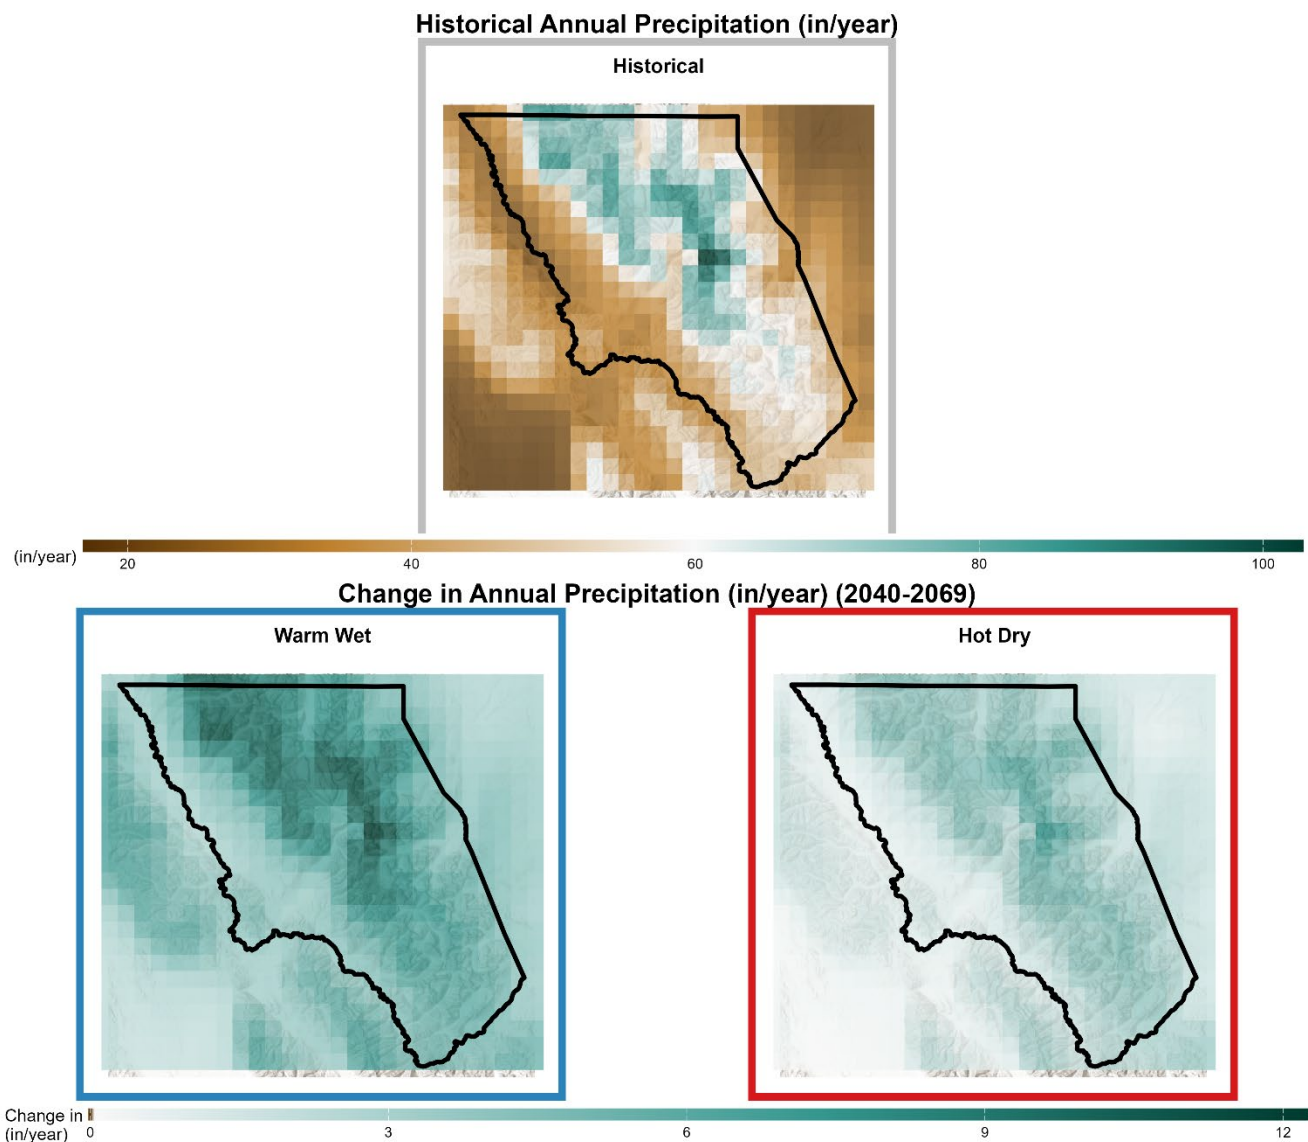 Historical Annual Precipitation (in/year)
Historical
(in/year)
20 40 60 80 100
Change in Annual Precipitation (in/year) (2040-2069)
Warm Wet Hot Dry
Change in
(in/year)
0 3 6 9 12